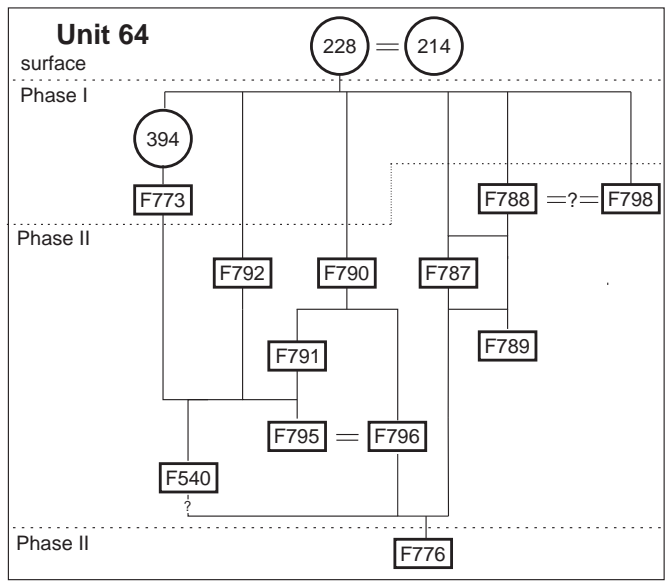 Unit 64
228 = 214
surface
Phase I
394
F773
F788 =?= F798
Phase II
F792
F790
F787
F789
F791
F795 = F796
F540
?
Phase II
F776